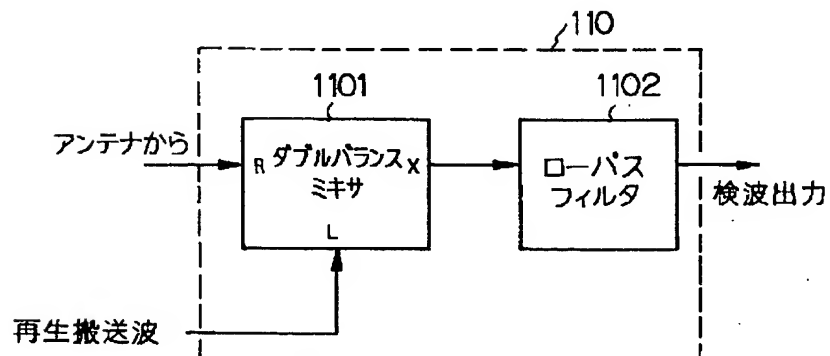 110
1101
1102
アンテナから
R ダブルバランス X
ミキサ
L
ローパス
フィルタ
検波出力
再生搬送波